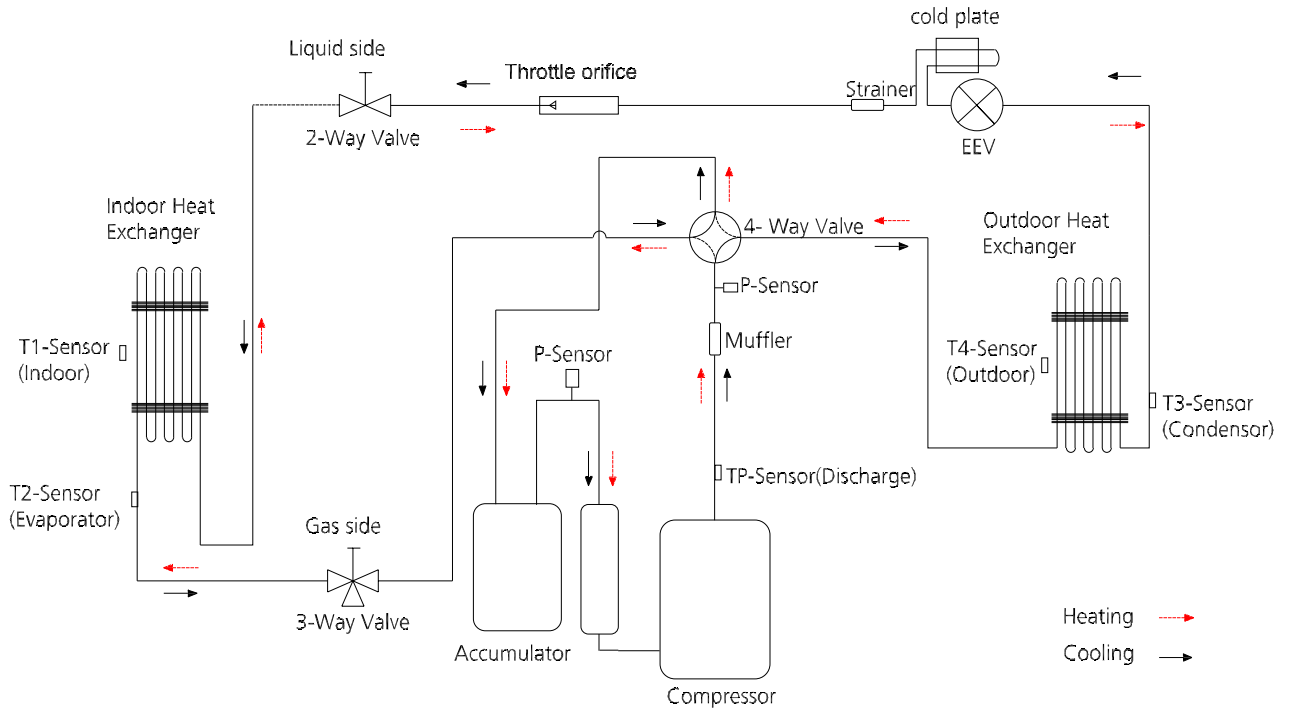 cold plate
Liquid side
Throttle orifice
Strainer
2-Way Valve
EEV
Indoor Heat
Exchanger
4- Way Valve
Outdoor Heat
Exchanger
P-Sensor
Muffler
T1-Sensor
(Indoor)
P-Sensor
T4-Sensor
(Outdoor)
T3-Sensor
(Condensor)
TP-Sensor(Discharge)
T2-Sensor
(Evaporator)
Gas side
3-Way Valve
Accumulator
Compressor
Heating
Cooling